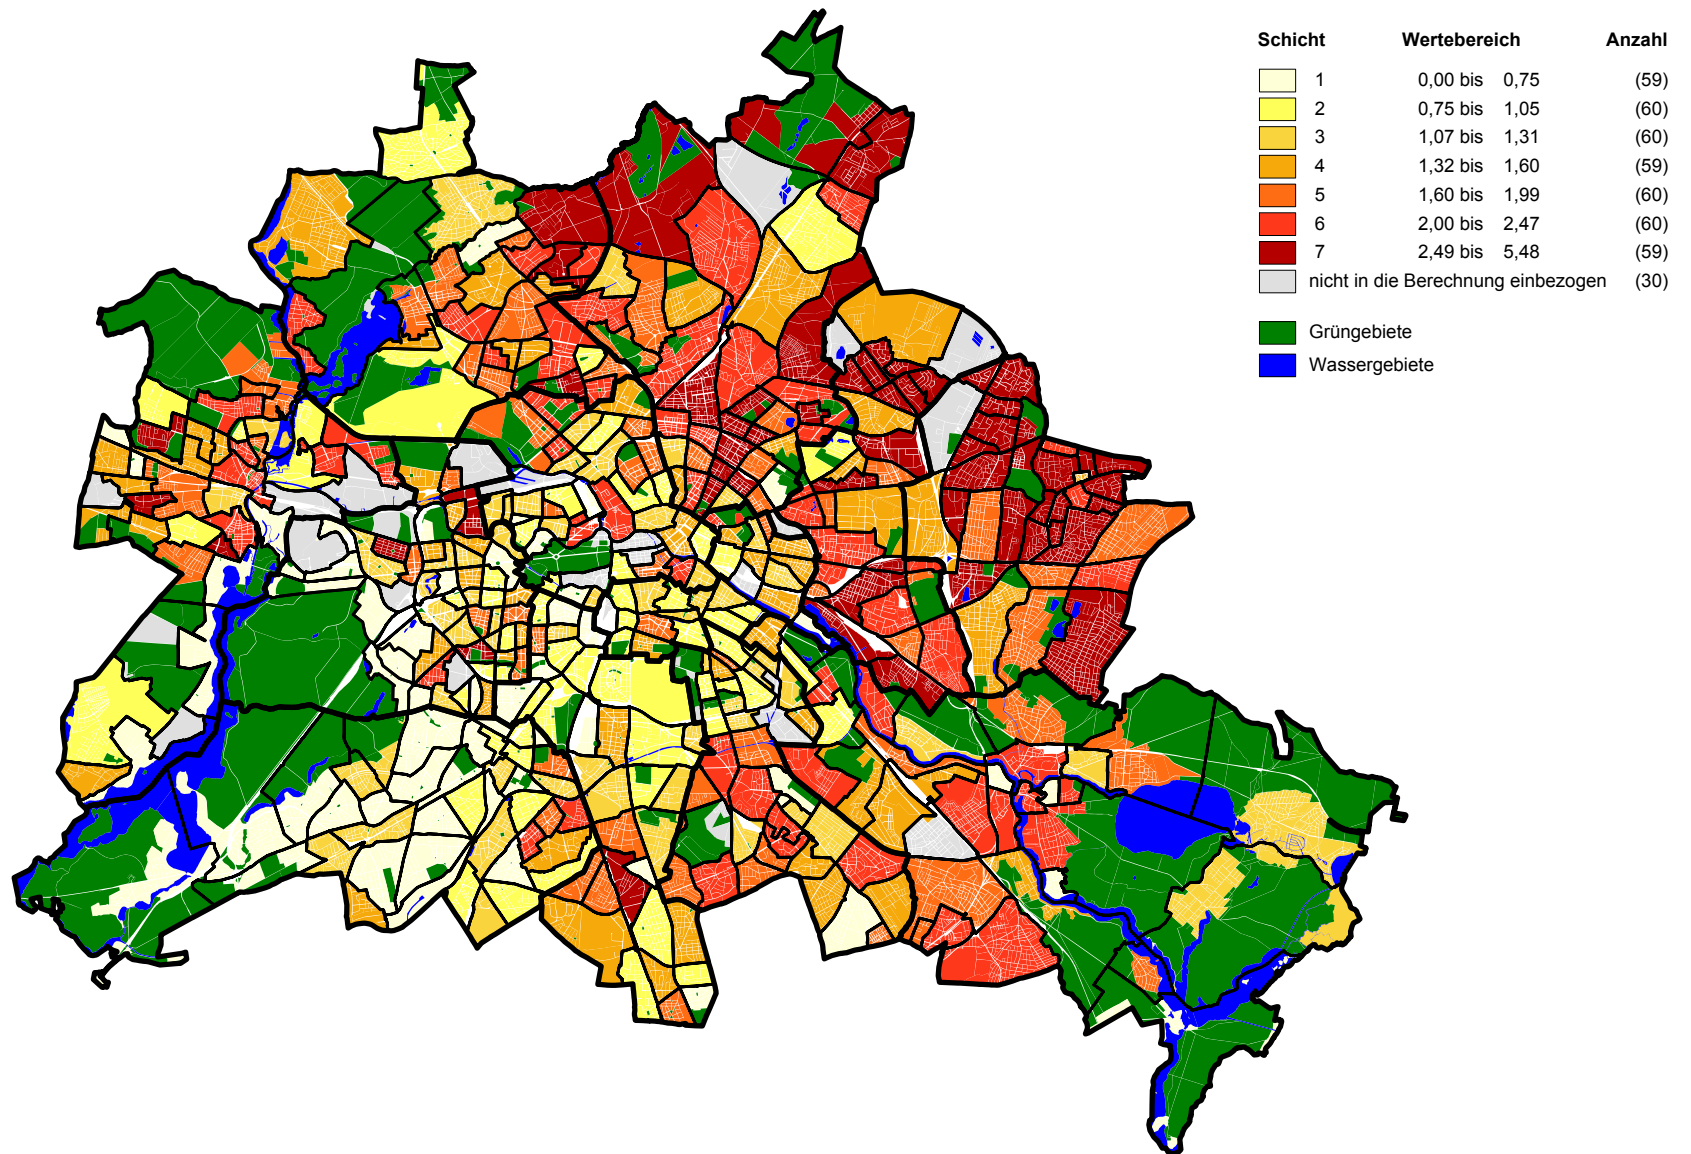 Schicht Wertebereich Anzahl
1 0,00 bis 0,75 (59)
2 0,75 bis 1,05 (60)
3 1,07 bis 1,31 (60)
4 1,32 bis 1,60 (59)
5 1,60 bis 1,99 (60)
6 2,00 bis 2,47 (60)
7 2,49 bis 5,48 (59)
nicht in die Berechnung einbezogen (30)
Grüngebiete
Wassergebiete